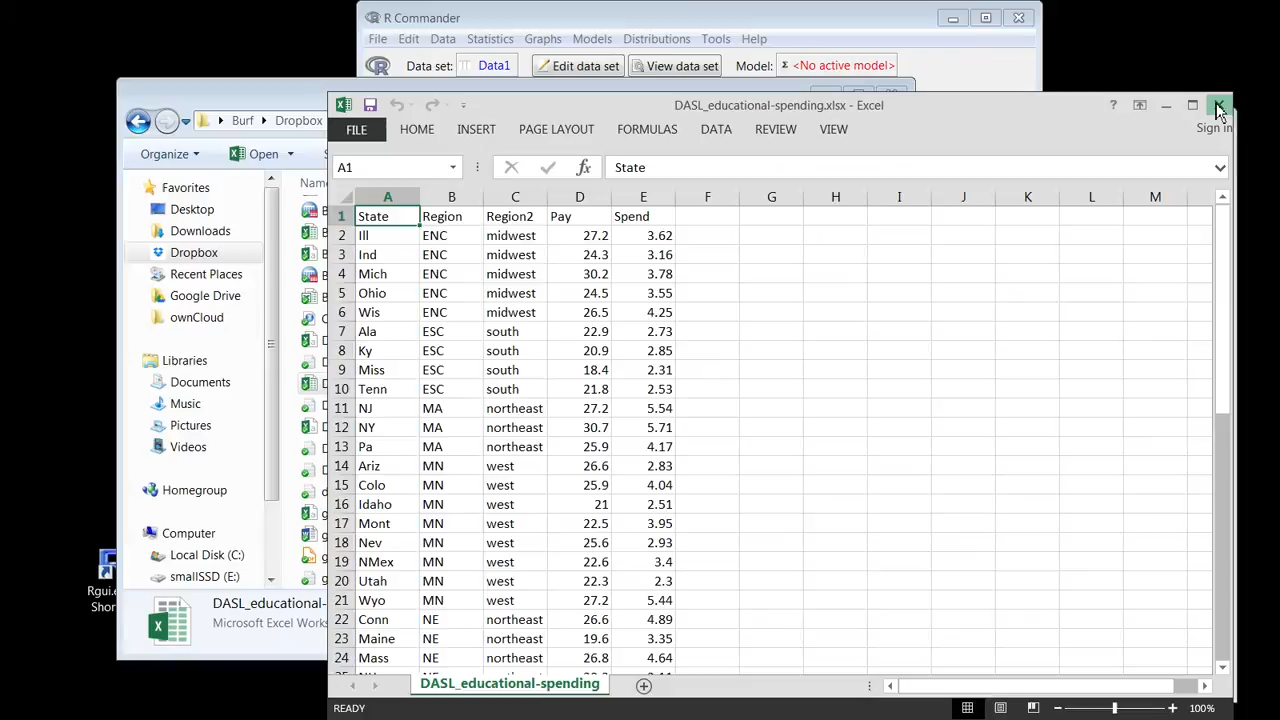 R Commander
File Edit Data Statistics Graphs Models Distributions Tools Help
Data set: Data1 Edit data set View data set Model: Σ <No active model>
Burf Dropbox
Organize Open
Favorites
Desktop
Downloads
Dropbox
Recent Places
Google Drive
ownCloud
Libraries
Documents
Music
Pictures
Videos
Homegroup
Computer
Local Disk (C:)
smallSSD (E:)
DASL_educational-
Microsoft Excel Works
Rgui.e
Shor
DASL_educational-spending.xlsx - Excel
Sign in
FILE HOME INSERT PAGE LAYOUT FORMULAS DATA REVIEW VIEW
A1 fx State
A B C D E F G H I J K L M
1 State Region Region2 Pay Spend
2 Ill ENC midwest 27.2 3.62
3 Ind ENC midwest 24.3 3.16
4 Mich ENC midwest 30.2 3.78
5 Ohio ENC midwest 24.5 3.55
6 Wis ENC midwest 26.5 4.25
7 Ala ESC south 22.9 2.73
8 Ky ESC south 20.9 2.85
9 Miss ESC south 18.4 2.31
10 Tenn ESC south 21.8 2.53
11 NJ MA northeast 27.2 5.54
12 NY MA northeast 30.7 5.71
13 Pa MA northeast 25.9 4.17
14 Ariz MN west 26.6 2.83
15 Colo MN west 25.9 4.04
16 Idaho MN west 21 2.51
17 Mont MN west 22.5 3.95
18 Nev MN west 25.6 2.93
19 NMex MN west 22.6 3.4
20 Utah MN west 22.3 2.3
21 Wyo MN west 27.2 5.44
22 Conn NE northeast 26.6 4.89
23 Maine NE northeast 19.6 3.35
24 Mass NE northeast 26.8 4.64
DASL_educational-spending
READY 100%